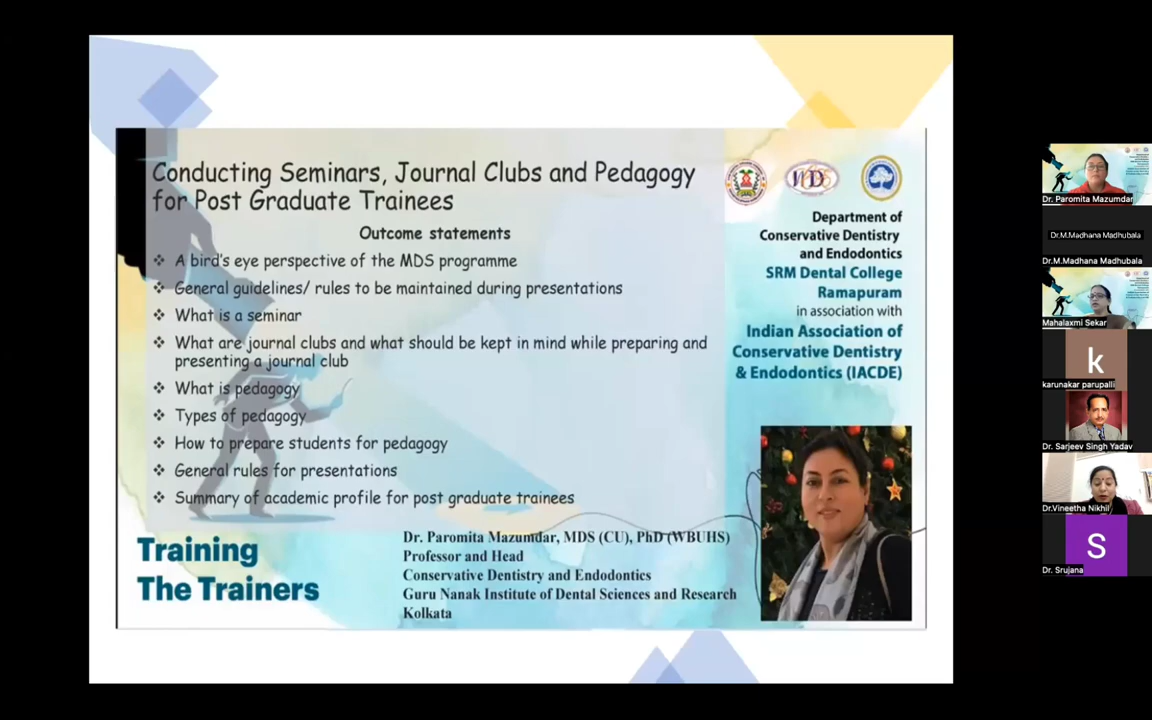 Conducting Seminars, Journal Clubs and Pedagogy
for Post Graduate Trainees
Outcome statements
❖ A bird's eye perspective of the MDS programme
❖ General guidelines/ rules to be maintained during presentations
❖ What is a seminar
❖ What are journal clubs and what should be kept in mind while preparing and
presenting a journal club
❖ What is pedagogy
❖ Types of pedagogy
❖ How to prepare students for pedagogy
❖ General rules for presentations
❖ Summary of academic profile for post graduate trainees
Training
The Trainers
Dr. Paromita Mazumdar, MDS (CU), PhD (WBUHS)
Professor and Head
Conservative Dentistry and Endodontics
Guru Nanak Institute of Dental Sciences and Research
Kolkata
Department of
Conservative Dentistry
and Endodontics
SRM Dental College
Ramapuram
in association with
Indian Association of
Conservative Dentistry
& Endodontics (IACDE)
Dr. Paromita Mazumdar
Dr.M.Madhana Madhubala
Dr.M.Madhana Madhubala
Mahalaxmi Sekar
k
karunakar parupalli
Dr. Sarjeev Singh Yadav
Dr.Vineetha Nikhil
S
Dr. Srujana